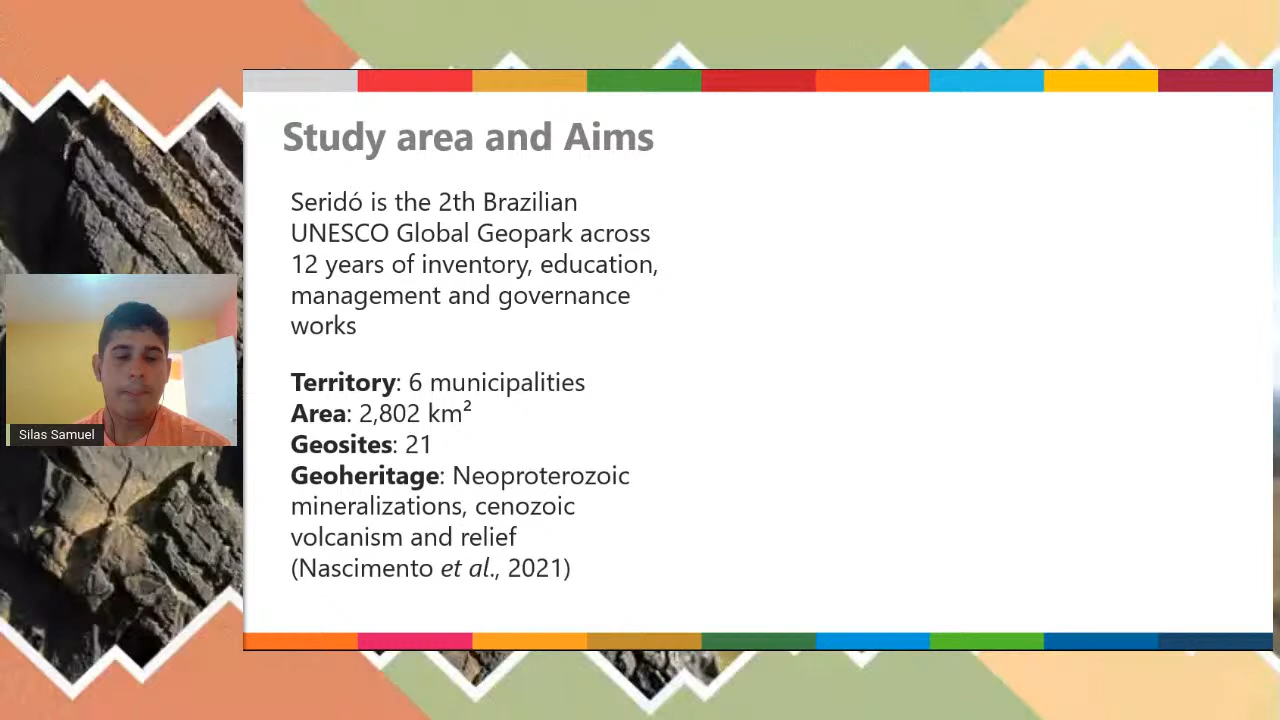 Study area and Aims
Seridó is the 2th Brazilian
UNESCO Global Geopark across
12 years of inventory, education,
management and governance
works
Territory: 6 municipalities
Area: 2,802 km²
Geosites: 21
Geoheritage: Neoproterozoic
mineralizations, cenozoic
volcanism and relief
(Nascimento et al., 2021)
Silas Samuel